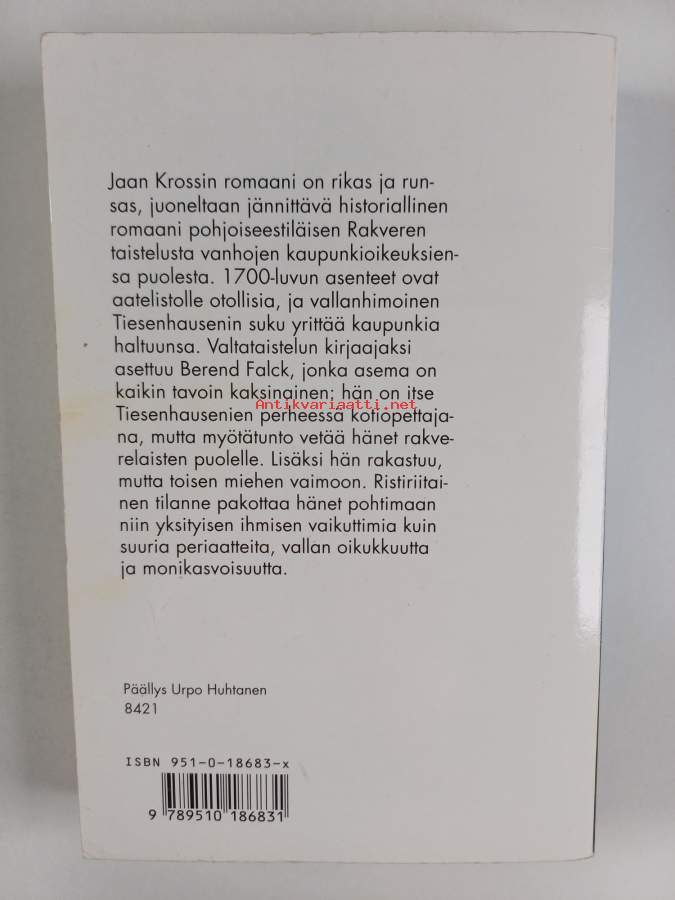 Jaan Krossin romaani on rikas ja run-
sas, juoneltaan jännittävä historiallinen
romaani pohjoiseestiläisen Rakveren
taistelusta vanhojen kaupunkioikeuksien-
sa puolesta. 1700-luvun asenteet ovat
aatelistolle otollisia, ja vallanhimoinen
Tiesenhausenin suku yrittää kaupunkia
haltuunsa. Valtataistelun kirjaajaksi
asettuu Berend Falck, jonka asema on
kaikin tavoin kaksinainen: hän on itse
Antikvariaatti.net
Tiesenhausenien perheessä kotiopettaja-
na, mutta myötätunto vetää hänet rakve-
relaisten puolelle. Lisäksi hän rakastuu,
mutta toisen miehen vaimoon. Ristiriitai-
nen tilanne pakottaa hänet pohtimaan
niin yksityisen ihmisen vaikuttimia kuin
suuria periaatteita, vallan oikukkuutta
ja monikasvoisuutta.
Päällys Urpo Huhtanen
8421
ISBN 951-0-18683-x
9 789510 186831